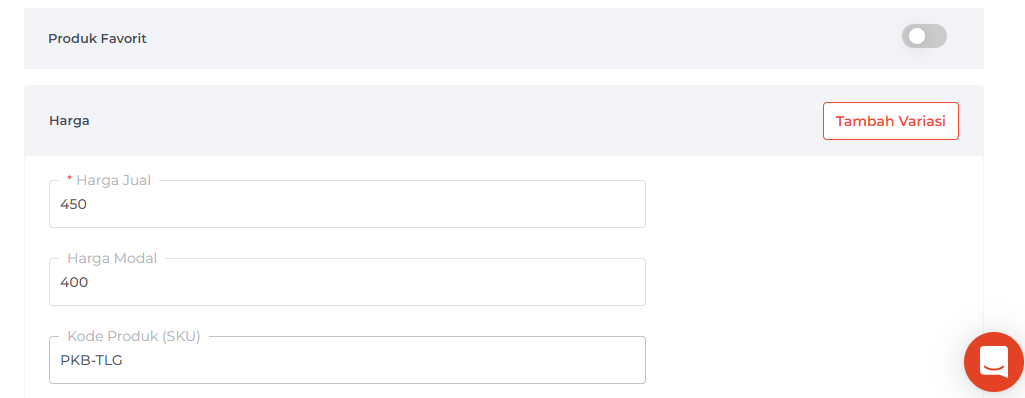 Produk Favorit
Harga
Tambah Variasi
* Harga Jual
450
Harga Modal
400
Kode Produk (SKU)
PKB-TLG